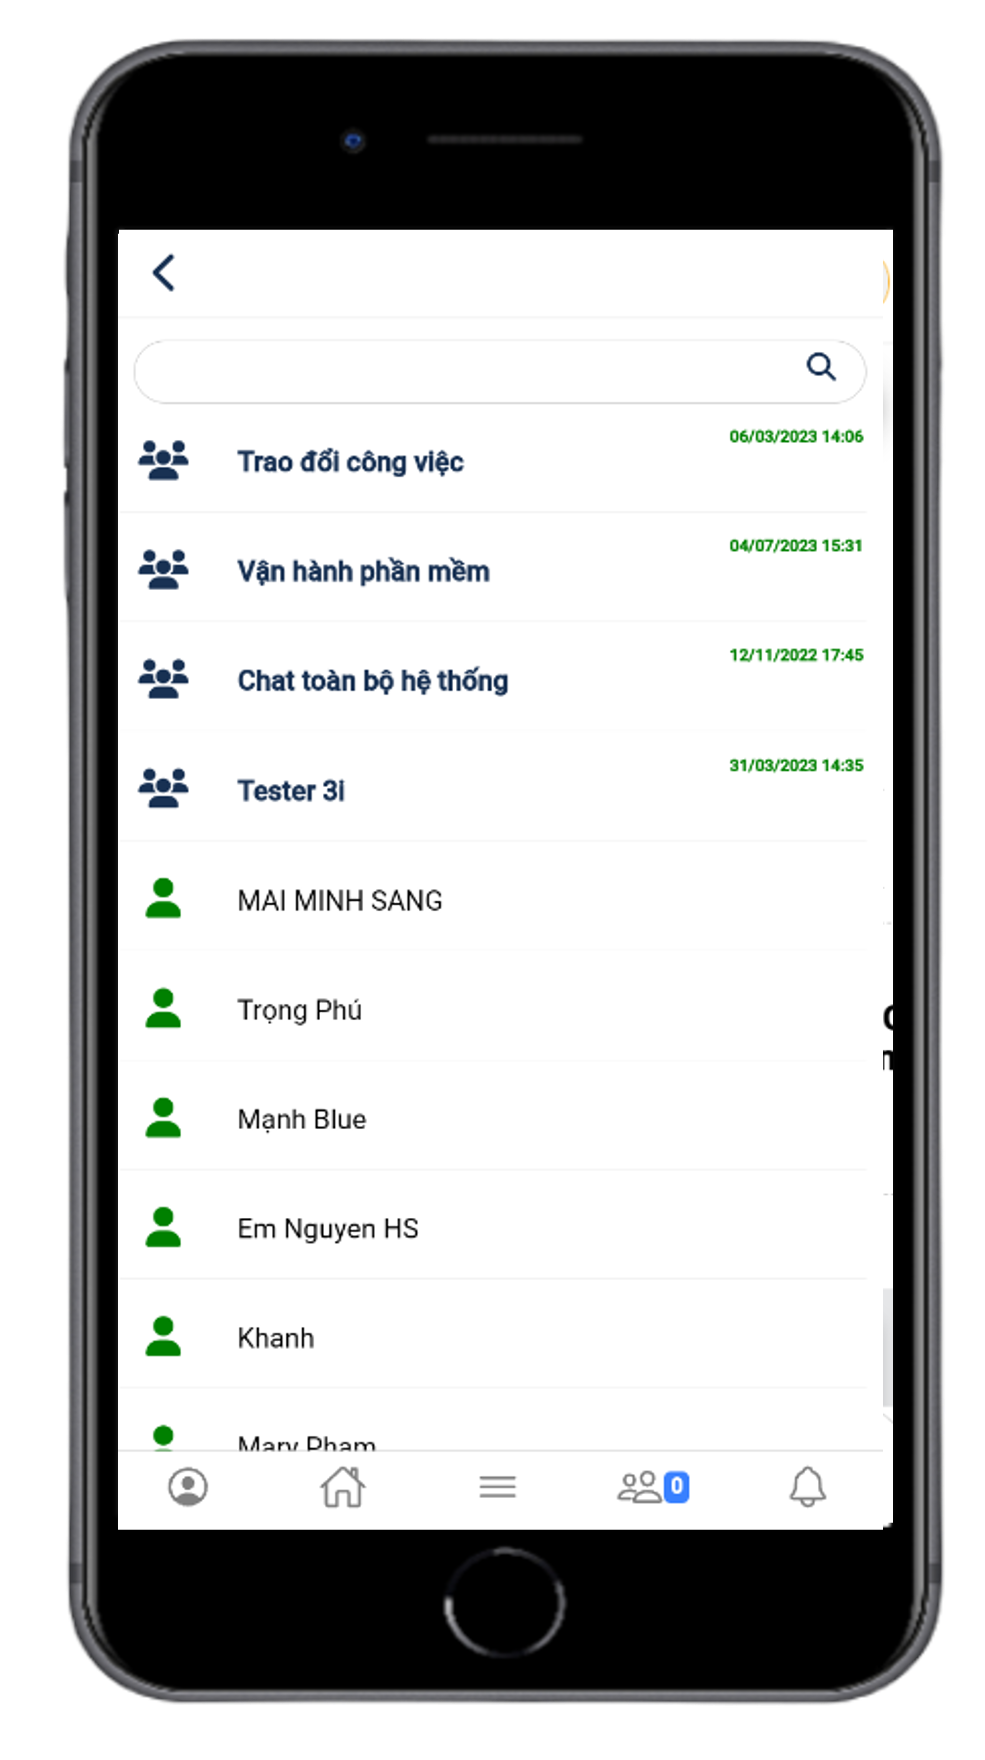 Trao đổi công việc
06/03/2023 14:06
Vận hành phần mềm
04/07/2023 15:31
Chat toàn bộ hệ thống
12/11/2022 17:45
Tester 3i
31/03/2023 14:35
MAI MINH SANG
Trọng Phú
Mạnh Blue
Em Nguyen HS
Khanh
Mary Pham
0